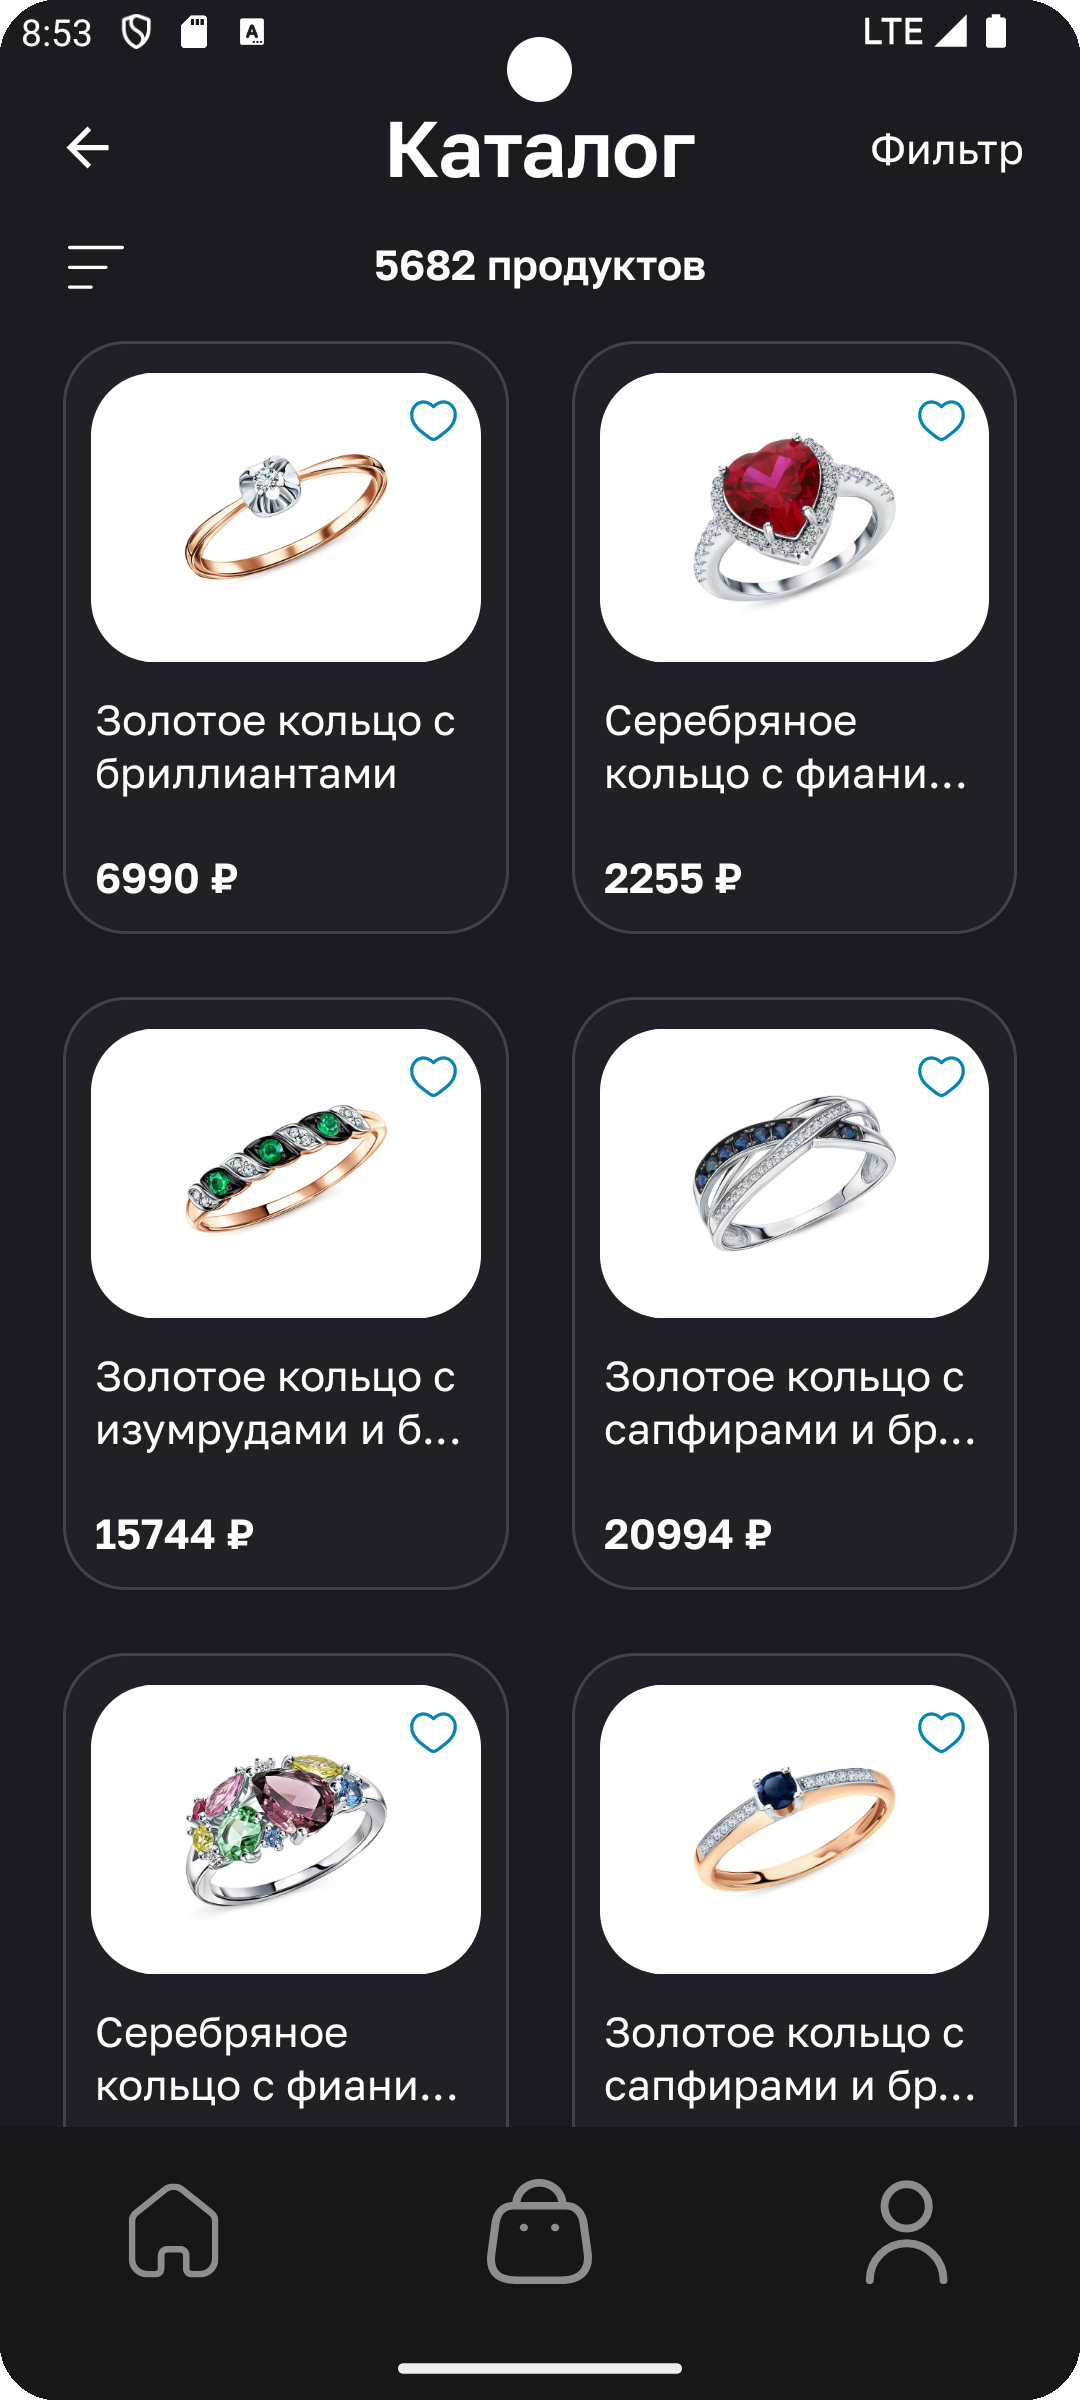 8:53
LTE
Каталог
Фильтр
5682 продуктов
Золотое кольцо с
бриллиантами
6990 ₽
Серебряное
кольцо с фиани...
2255 ₽
Золотое кольцо с
изумрудами и б...
15744 ₽
Золотое кольцо с
сапфирами и бр...
20994 ₽
Серебряное
кольцо с фиани...
Золотое кольцо с
сапфирами и бр...